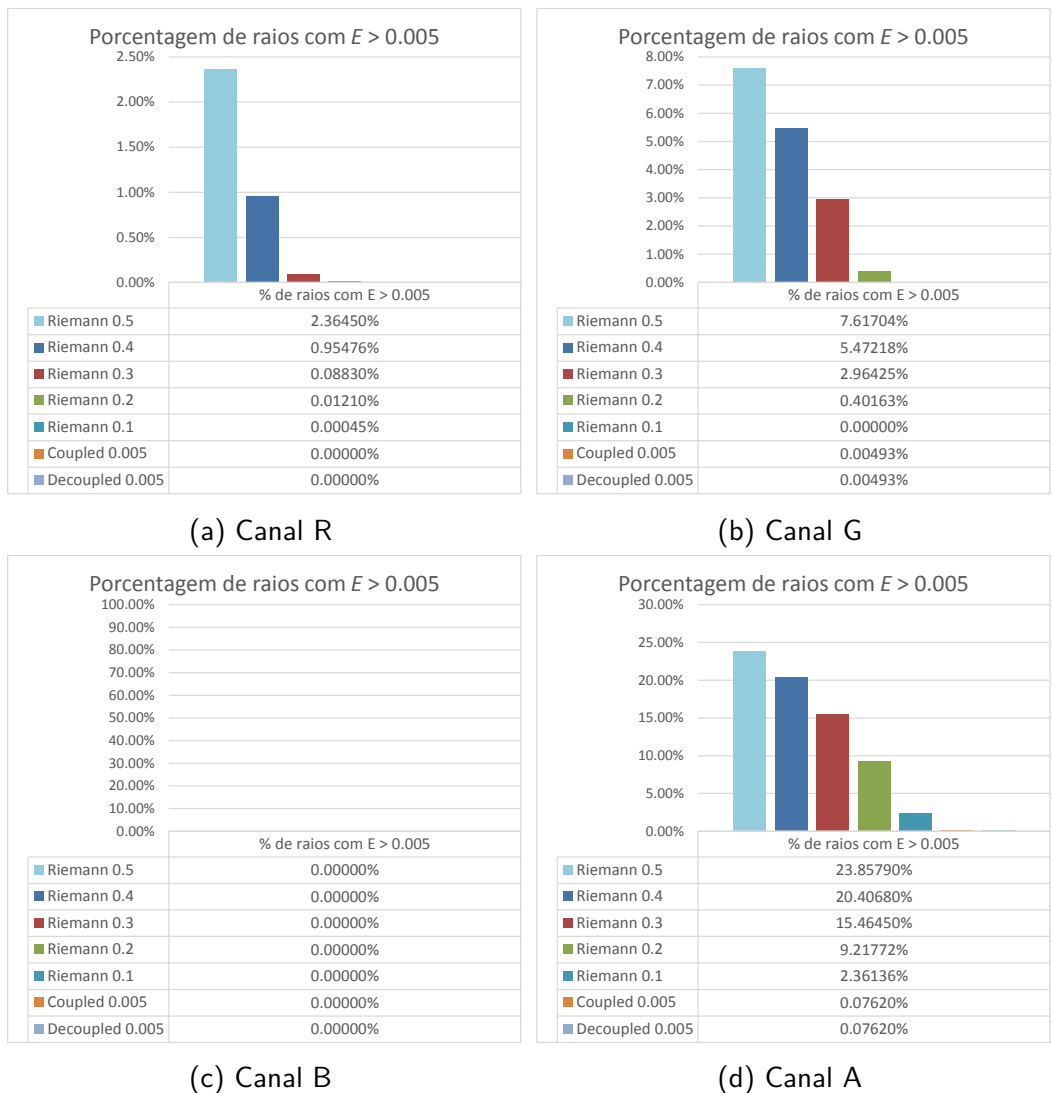 Porcentagem de raios com E > 0.005
2.50%
2.00%
1.50%
1.00%
0.50%
0.00%
% de raios com E > 0.005
Riemann 0.5 2.36450%
Riemann 0.4 0.95476%
Riemann 0.3 0.08830%
Riemann 0.2 0.01210%
Riemann 0.1 0.00045%
Coupled 0.005 0.00000%
Decoupled 0.005 0.00000%
(a) Canal R
Porcentagem de raios com E > 0.005
8.00%
7.00%
6.00%
5.00%
4.00%
3.00%
2.00%
1.00%
0.00%
% de raios com E > 0.005
Riemann 0.5 7.61704%
Riemann 0.4 5.47218%
Riemann 0.3 2.96425%
Riemann 0.2 0.40163%
Riemann 0.1 0.00000%
Coupled 0.005 0.00493%
Decoupled 0.005 0.00493%
(b) Canal G
Porcentagem de raios com E > 0.005
100.00%
90.00%
80.00%
70.00%
60.00%
50.00%
40.00%
30.00%
20.00%
10.00%
0.00%
% de raios com E > 0.005
Riemann 0.5 0.00000%
Riemann 0.4 0.00000%
Riemann 0.3 0.00000%
Riemann 0.2 0.00000%
Riemann 0.1 0.00000%
Coupled 0.005 0.00000%
Decoupled 0.005 0.00000%
(c) Canal B
Porcentagem de raios com E > 0.005
30.00%
25.00%
20.00%
15.00%
10.00%
5.00%
0.00%
% de raios com E > 0.005
Riemann 0.5 23.85790%
Riemann 0.4 20.40680%
Riemann 0.3 15.46450%
Riemann 0.2 9.21772%
Riemann 0.1 2.36136%
Coupled 0.005 0.07620%
Decoupled 0.005 0.07620%
(d) Canal A